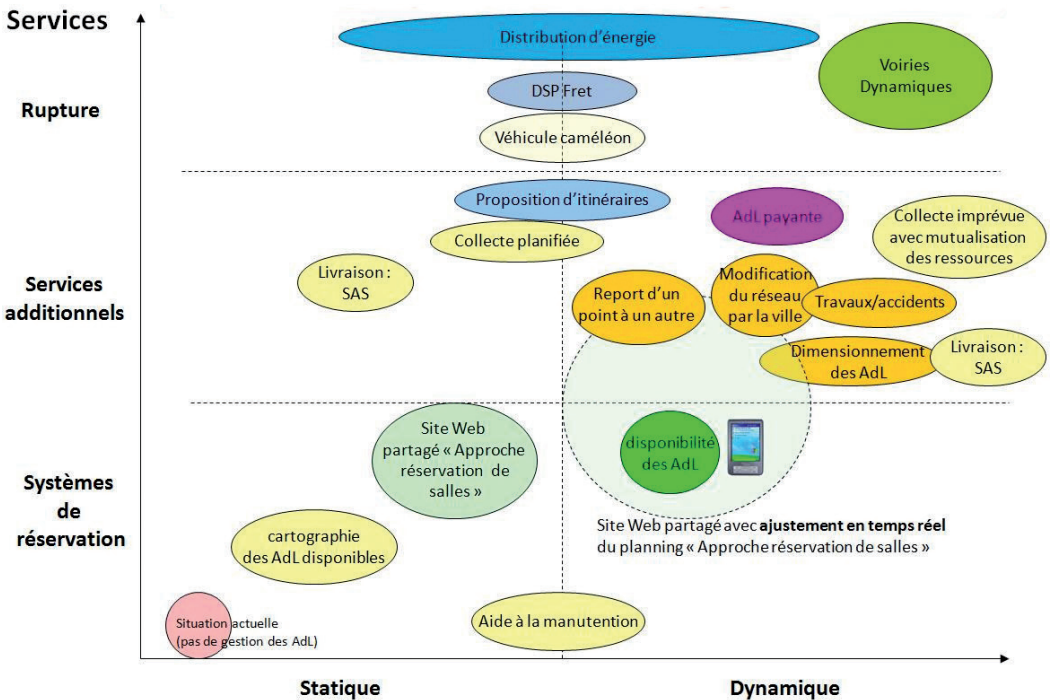 Services
Distribution d'énergie
Voiries
Dynamiques
Rupture
DSP Fret
Véhicule caméléon
Proposition d'itinéraires
AdL payante
Collecte imprévue
avec mutualisation
des ressources
Collecte planifiée
Livraison :
SAS
Services
additionnels
Report d'un
point à un autre
Modification
du réseau
par la ville
Travaux/accidents
Dimensionnement
des AdL
Livraison :
SAS
Site Web
partagé « Approche
réservation de
salles »
disponibilité
des AdL
Systèmes
de
réservation
Site Web partagé avec ajustement en temps réel
du planning « Approche réservation de salles »
cartographie
des AdL disponibles
Situation actuelle
(pas de gestion des AdL)
Aide à la manutention
Statique
Dynamique